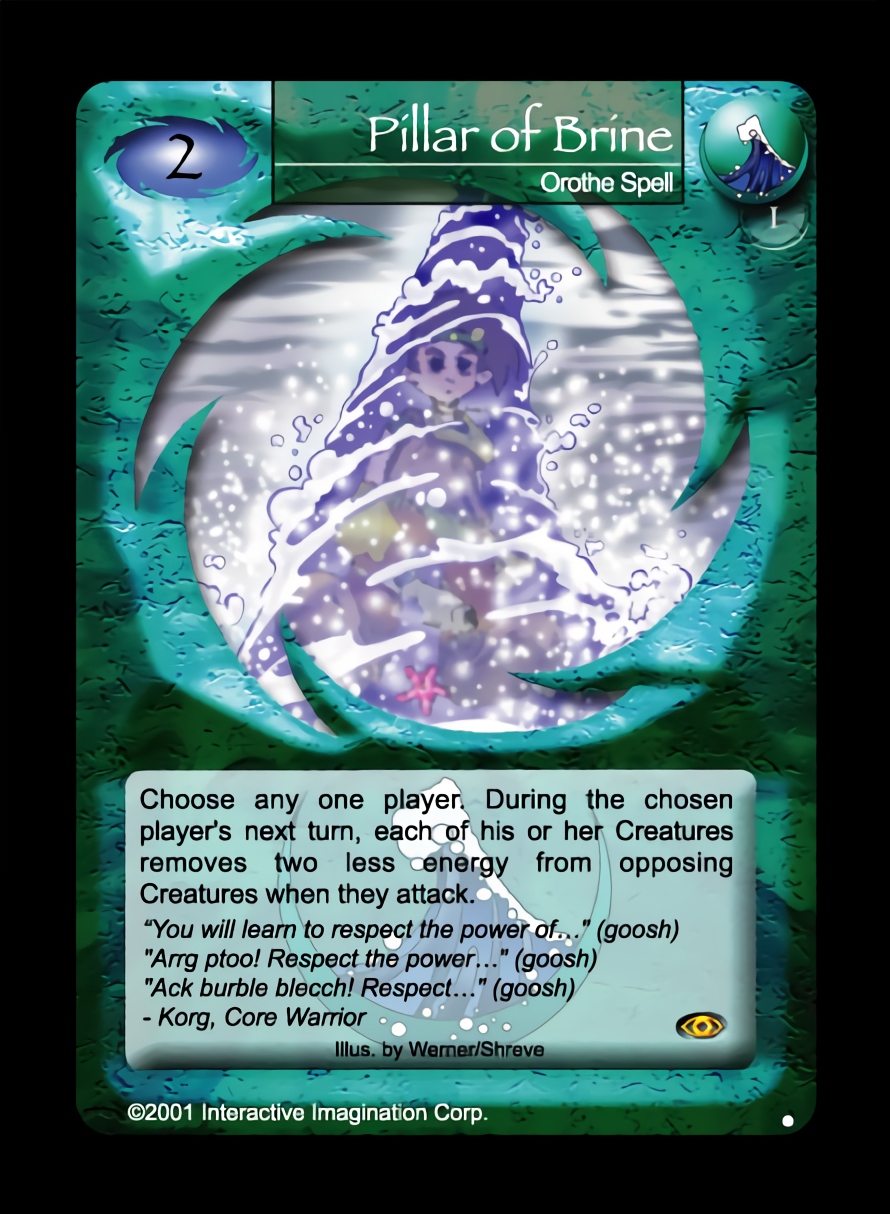 2
Pillar of Brine
Orothe Spell
I
Choose any one player. During the chosen
player's next turn, each of his or her Creatures
removes two less energy from opposing
Creatures when they attack.
“You will learn to respect the power of…” (goosh)
"Arrg ptoo! Respect the power…" (goosh)
"Ack burble blecch! Respect…" (goosh)
- Korg, Core Warrior
Illus. by Werner/Shreve
©2001 Interactive Imagination Corp.